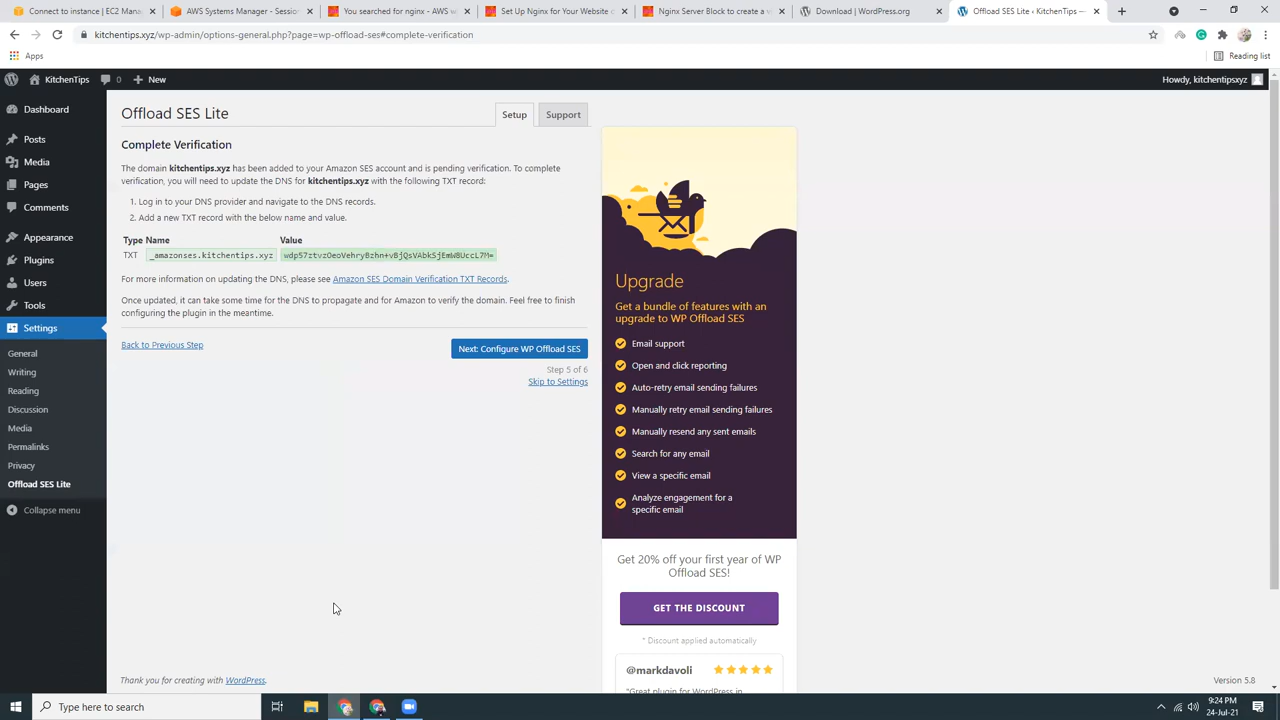 Connect to instance | E
AWS Systems Manager - Session
You searched for nginx - AWS w
Setup Nginx for Your Website o
Nginx Server Block to create a v
Download | WordPress.org
Offload SES Lite ‹ KitchenTips —
kitchentips.xyz/wp-admin/options-general.php?page=wp-offload-ses#complete-verification
Apps
Reading list
KitchenTips
0
New
Howdy, kitchentipsxyz
Dashboard
Posts
Media
Pages
Comments
Appearance
Plugins
Users
Tools
Settings
General
Writing
Reading
Discussion
Media
Permalinks
Privacy
Offload SES Lite
Collapse menu
Offload SES Lite
Setup
Support
Complete Verification
The domain kitchentips.xyz has been added to your Amazon SES account and is pending verification. To complete
verification, you will need to update the DNS for kitchentips.xyz with the following TXT record:
1. Log in to your DNS provider and navigate to the DNS records.
2. Add a new TXT record with the below name and value.
Type Name Value
TXT _amazonses.kitchentips.xyz wdp57ztvzOeoVehryBzhn+vBjQsVAbkSjEmW8UccL7M=
For more information on updating the DNS, please see Amazon SES Domain Verification TXT Records.
Once updated, it can take some time for the DNS to propagate and for Amazon to verify the domain. Feel free to finish
configuring the plugin in the meantime.
Back to Previous Step
Next: Configure WP Offload SES
Step 5 of 6
Skip to Settings
Upgrade
Get a bundle of features with an
upgrade to WP Offload SES
Email support
Open and click reporting
Auto-retry email sending failures
Manually retry email sending failures
Manually resend any sent emails
Search for any email
View a specific email
Analyze engagement for a
specific email
Get 20% off your first year of WP
Offload SES!
GET THE DISCOUNT
* Discount applied automatically
@markdavoli
"Great plugin for WordPress in
Thank you for creating with WordPress.
Version 5.8
Type here to search
9:24 PM
24-Jul-21